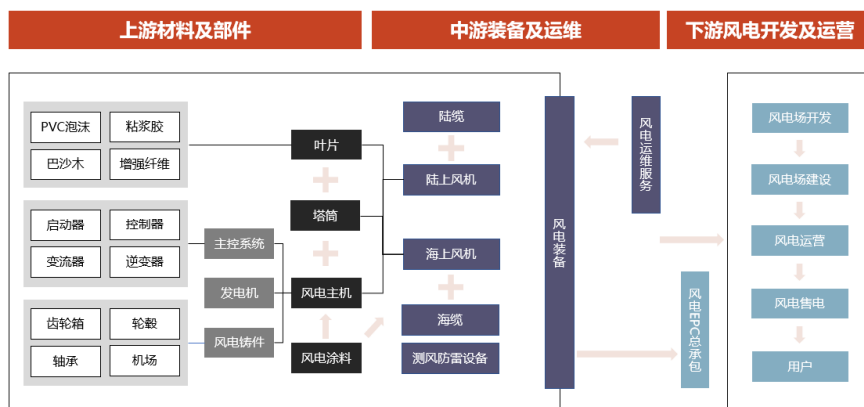 上游材料及部件
中游装备及运维
下游风电开发及运营
PVC泡沫
粘浆胶
巴沙木
增强纤维
启动器
控制器
变流器
逆变器
齿轮箱
轮毂
轴承
机场
主控系统
发电机
风电铸件
叶片
塔筒
风电主机
风电涂料
陆缆
陆上风机
海上风机
海缆
测风防雷设备
风电装备
风电运维服务
风电EPC总承包
风电场开发
风电场建设
风电运营
风电售电
用户